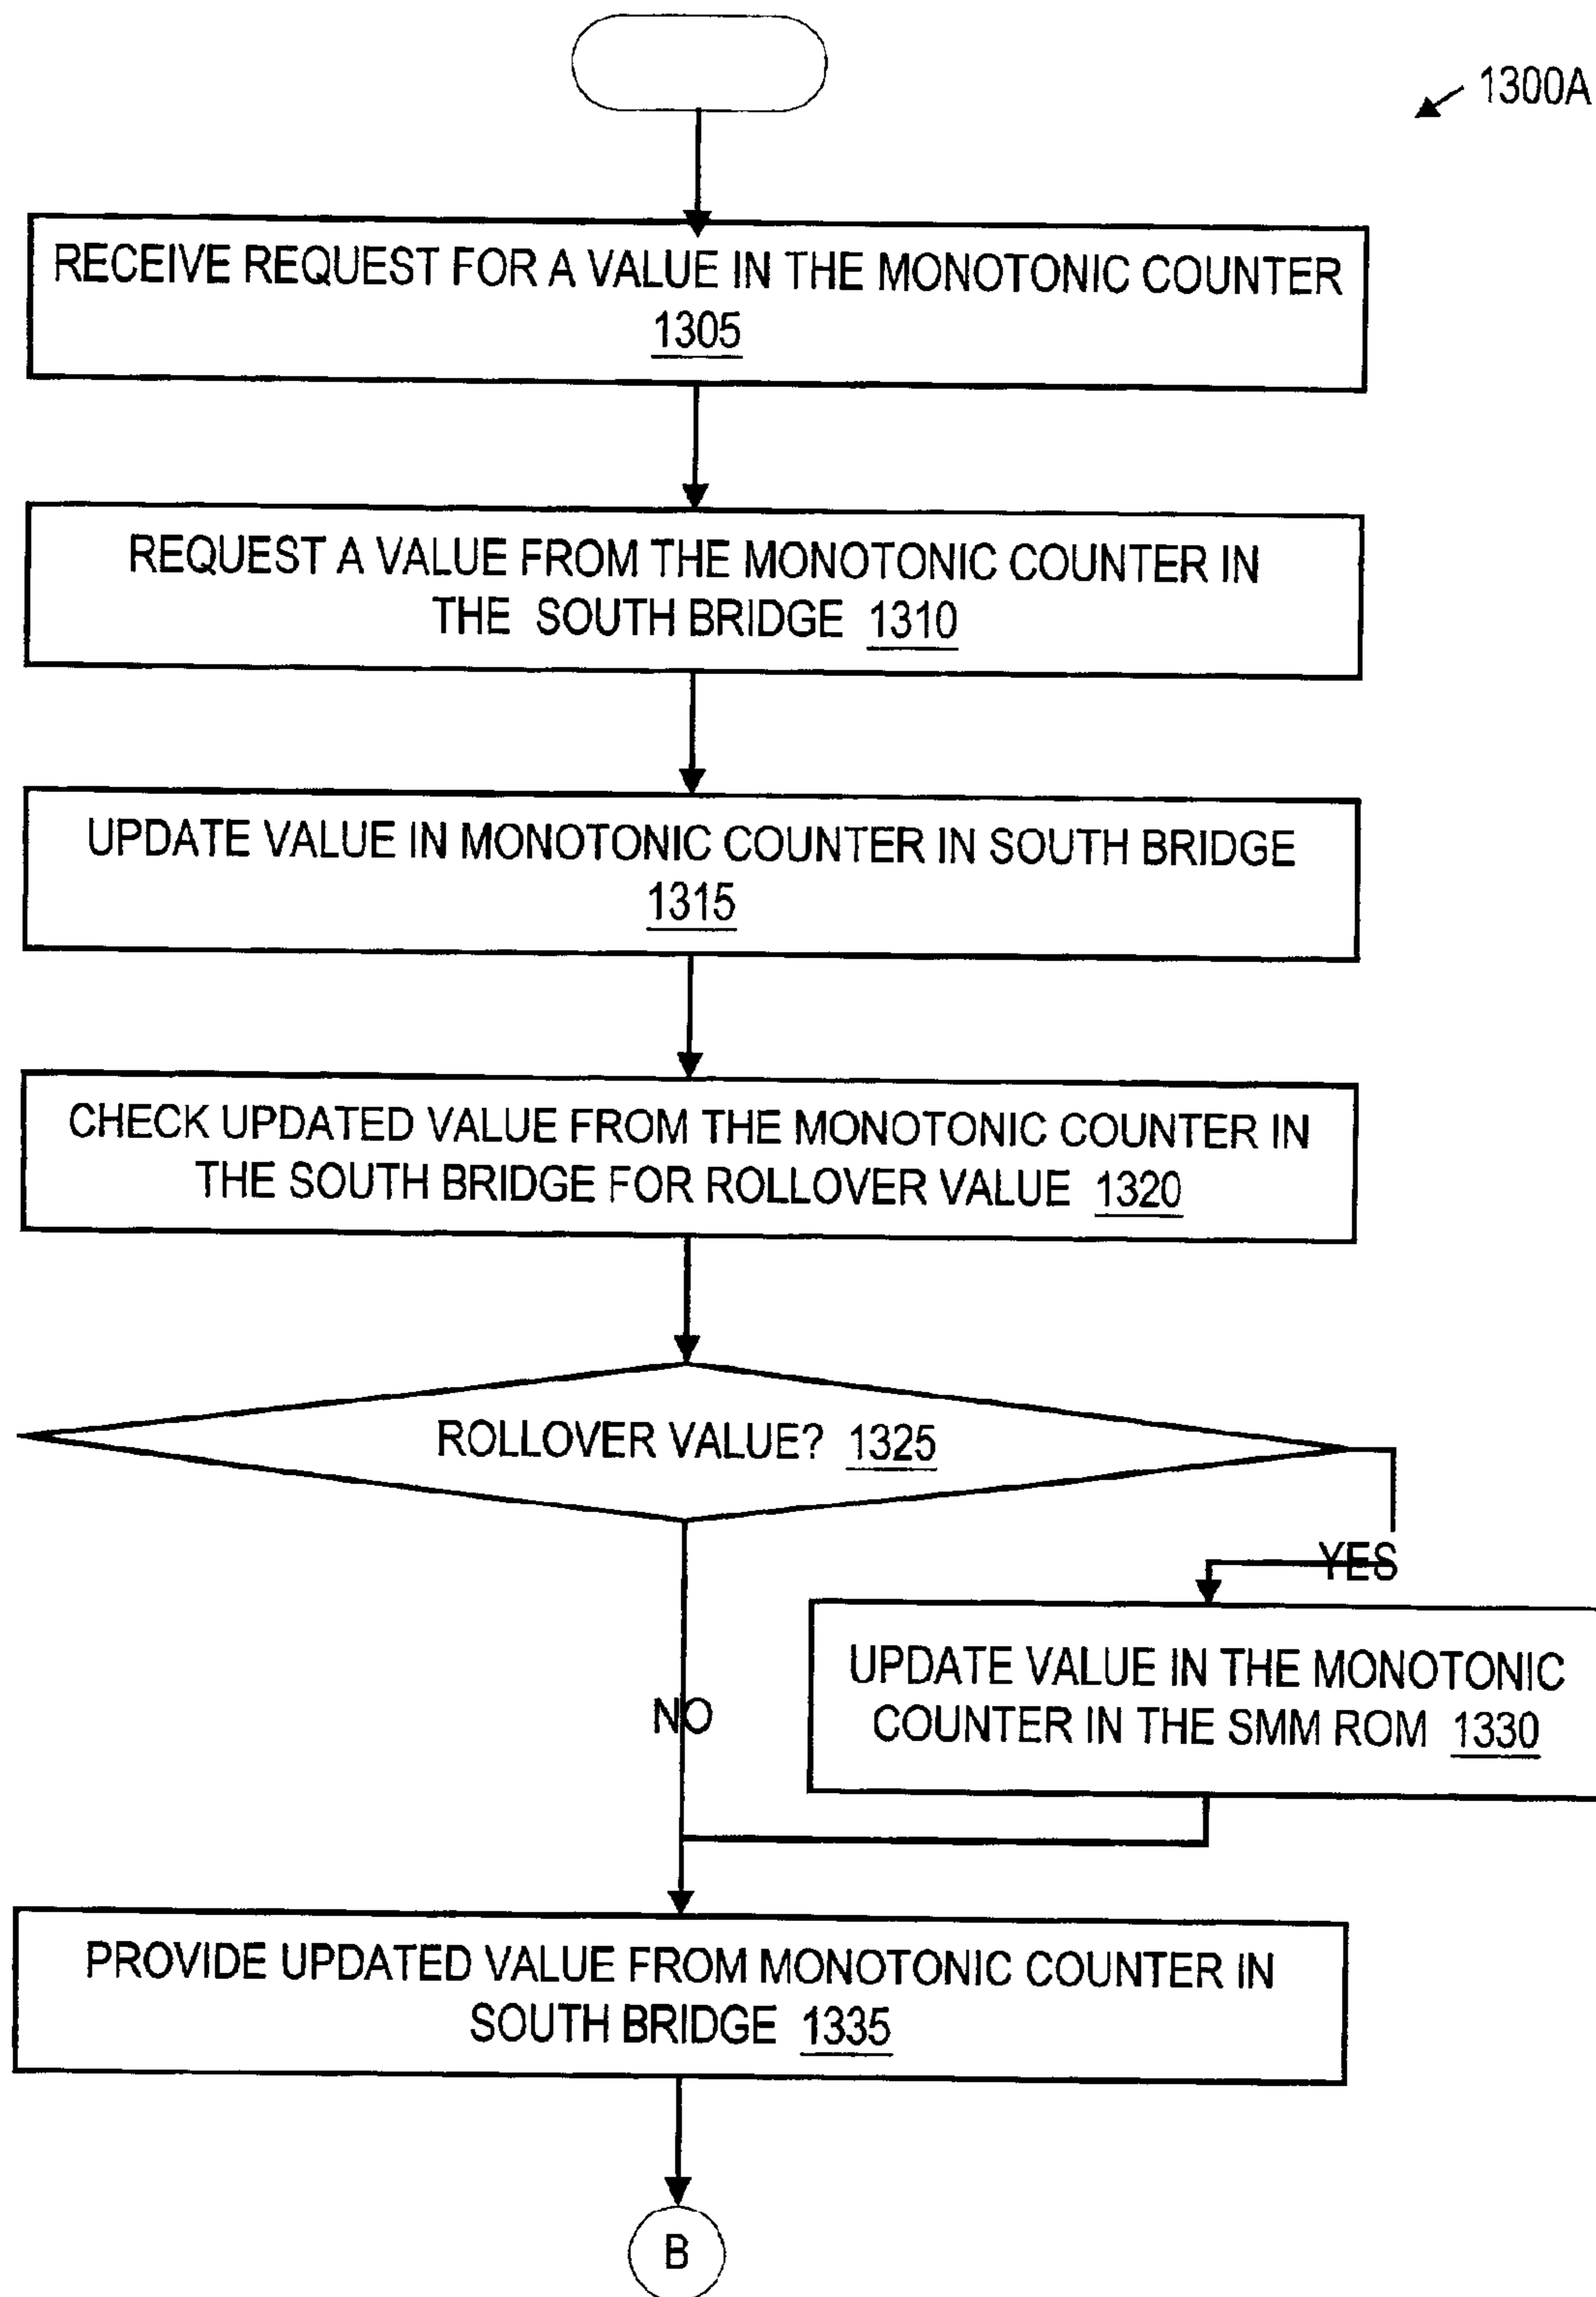 1300A
RECEIVE REQUEST FOR A VALUE IN THE MONOTONIC COUNTER
1305
REQUEST A VALUE FROM THE MONOTONIC COUNTER IN
THE SOUTH BRIDGE 1310
UPDATE VALUE IN MONOTONIC COUNTER IN SOUTH BRIDGE
1315
CHECK UPDATED VALUE FROM THE MONOTONIC COUNTER IN
THE SOUTH BRIDGE FOR ROLLOVER VALUE 1320
ROLLOVER VALUE? 1325
YES
UPDATE VALUE IN THE MONOTONIC
COUNTER IN THE SMM ROM 1330
NO
PROVIDE UPDATED VALUE FROM MONOTONIC COUNTER IN
SOUTH BRIDGE 1335
B